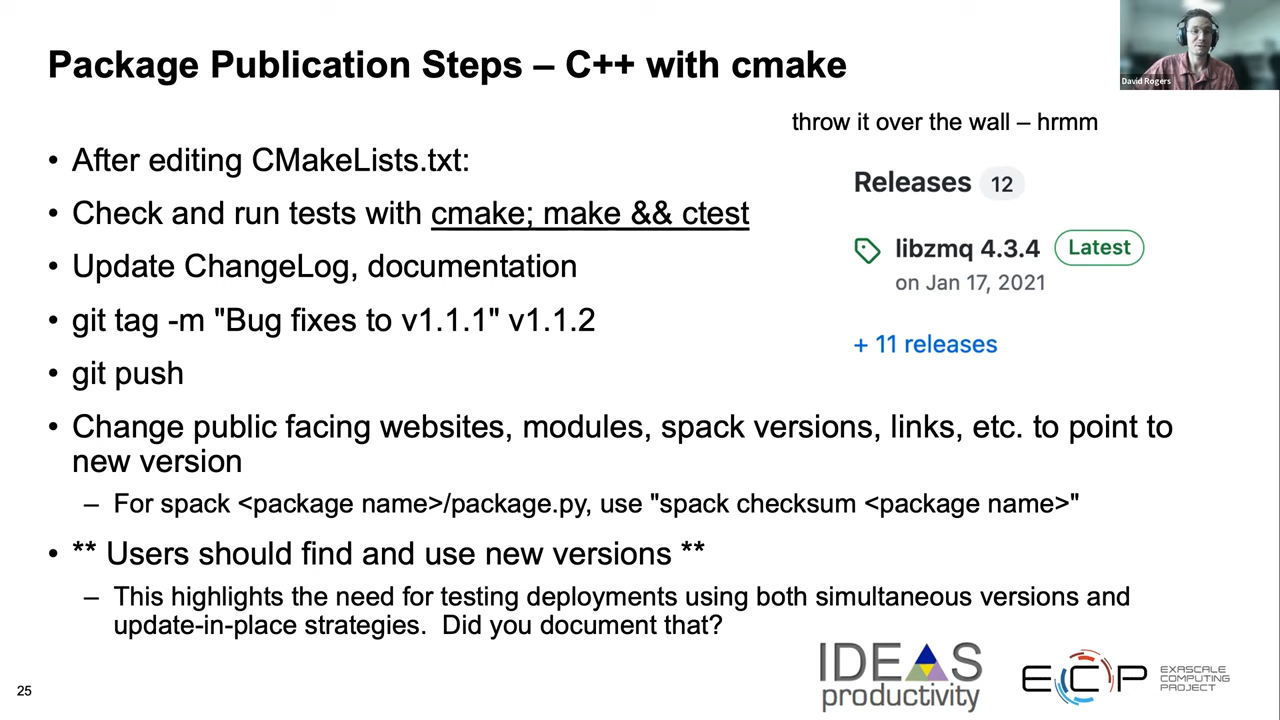 Package Publication Steps – C++ with cmake
David Rogers
throw it over the wall – hrmm
• After editing CMakeLists.txt:
• Check and run tests with cmake; make && ctest
• Update ChangeLog, documentation
• git tag -m "Bug fixes to v1.1.1" v1.1.2
• git push
• Change public facing websites, modules, spack versions, links, etc. to point to
new version
– For spack <package name>/package.py, use "spack checksum <package name>"
• ** Users should find and use new versions **
– This highlights the need for testing deployments using both simultaneous versions and
update-in-place strategies. Did you document that?
Releases 12
libzmq 4.3.4 Latest
on Jan 17, 2021
+ 11 releases
25
IDEAS
productivity
ECP
EXASCALE
COMPUTING
PROJECT